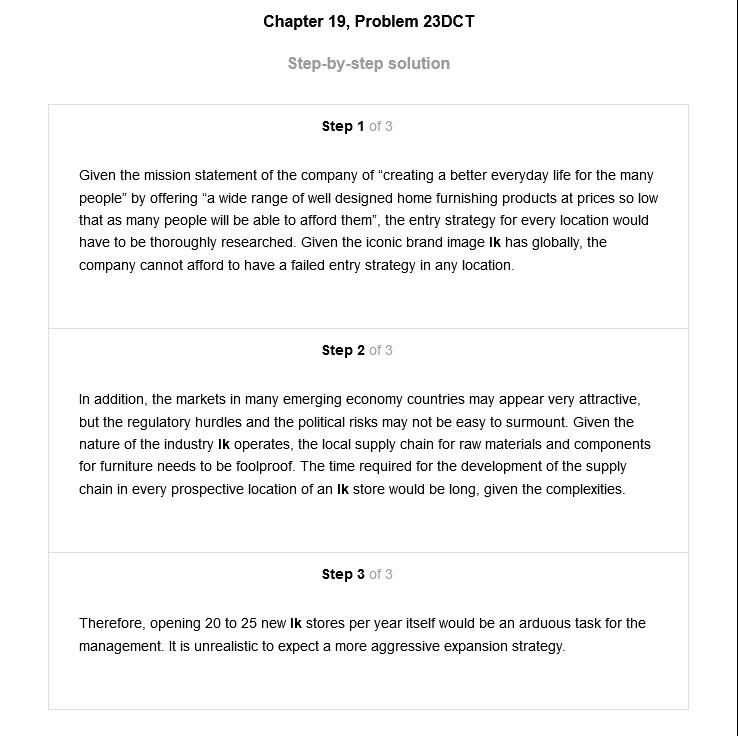 Chapter 19, Problem 23DCT
Step-by-step solution
Step 1 of 3
Given the mission statement of the company of “creating a better everyday life for the many
people” by offering “a wide range of well designed home furnishing products at prices so low
that as many people will be able to afford them”, the entry strategy for every location would
have to be thoroughly researched. Given the iconic brand image Ik has globally, the
company cannot afford to have a failed entry strategy in any location.
Step 2 of 3
In addition, the markets in many emerging economy countries may appear very attractive,
but the regulatory hurdles and the political risks may not be easy to surmount. Given the
nature of the industry Ik operates, the local supply chain for raw materials and components
for furniture needs to be foolproof. The time required for the development of the supply
chain in every prospective location of an Ik store would be long, given the complexities.
Step 3 of 3
Therefore, opening 20 to 25 new Ik stores per year itself would be an arduous task for the
management. It is unrealistic to expect a more aggressive expansion strategy.